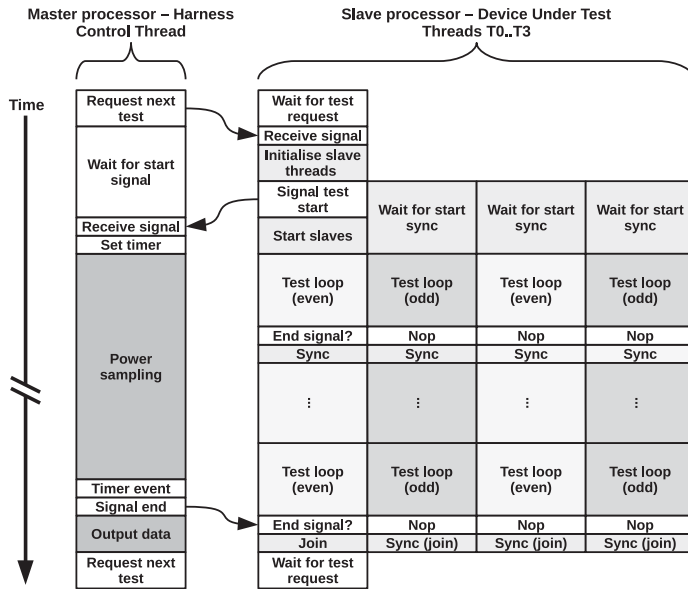 Master processor – Harness
Control Thread
Slave processor – Device Under Test
Threads T0..T3
Time
Request next
test
Wait for start
signal
Receive signal
Set timer
Power
sampling
Timer event
Signal end
Output data
Request next
test
Wait for test
request
Receive signal
Initialise slave
threads
Signal test
start
Start slaves
Wait for start
sync
Wait for start
sync
Wait for start
sync
Test loop
(even)
Test loop
(odd)
Test loop
(even)
Test loop
(odd)
End signal?
Nop
Nop
Nop
Sync
Sync
Sync
Sync
...
...
...
...
Test loop
(even)
Test loop
(odd)
Test loop
(even)
Test loop
(odd)
End signal?
Nop
Nop
Nop
Join
Sync (join)
Sync (join)
Sync (join)
Wait for test
request